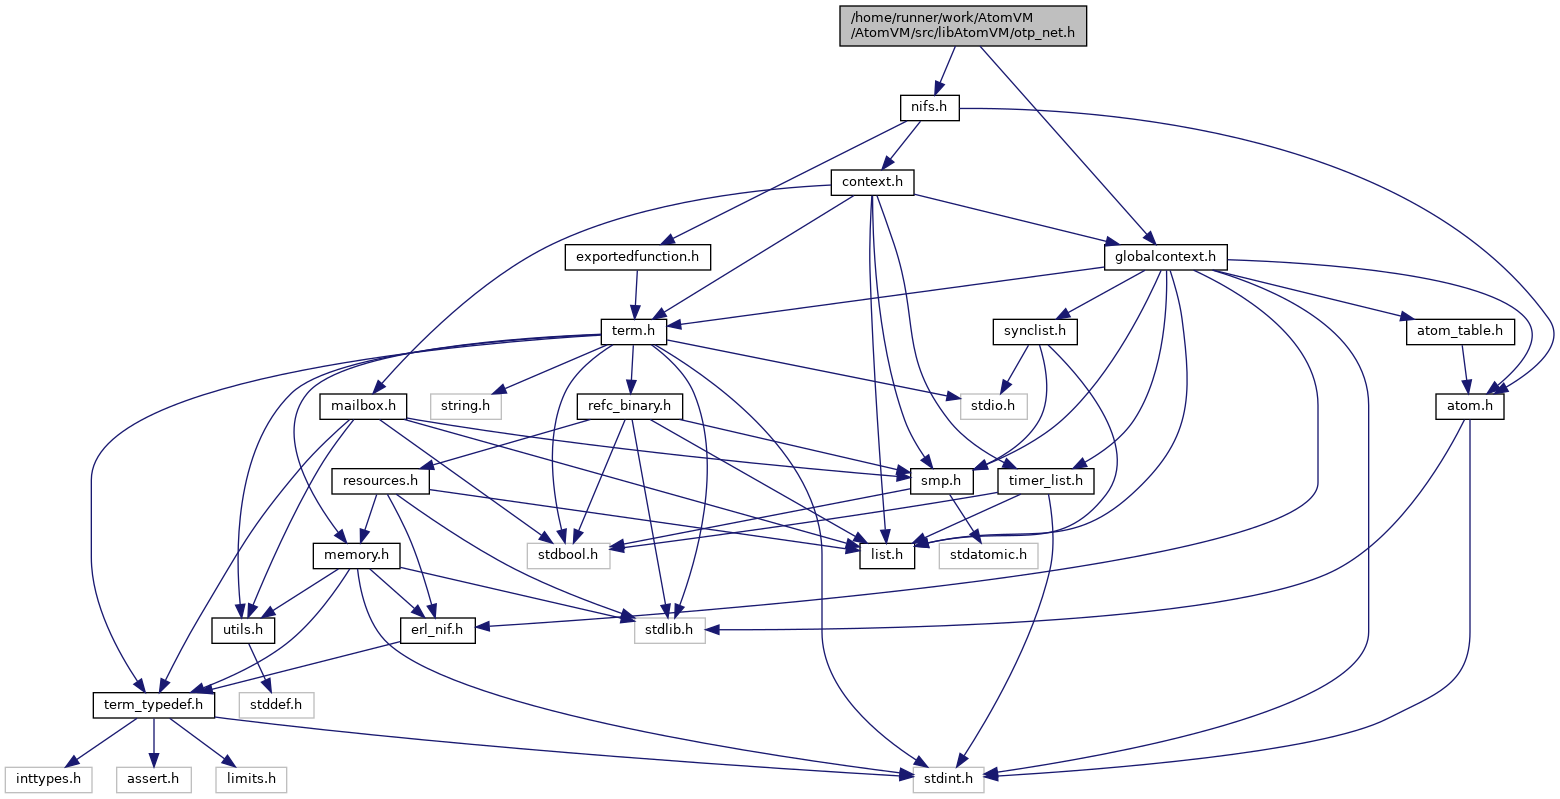 /home/runner/work/AtomVM
/AtomVM/src/libAtomVM/otp_net.h
nifs.h
context.h
exportedfunction.h
globalcontext.h
term.h
synclist.h
atom_table.h
mailbox.h
string.h
refc_binary.h
stdio.h
atom.h
resources.h
smp.h
timer_list.h
memory.h
stdbool.h
list.h
stdatomic.h
utils.h
erl_nif.h
stdlib.h
term_typedef.h
stddef.h
inttypes.h
assert.h
limits.h
stdint.h